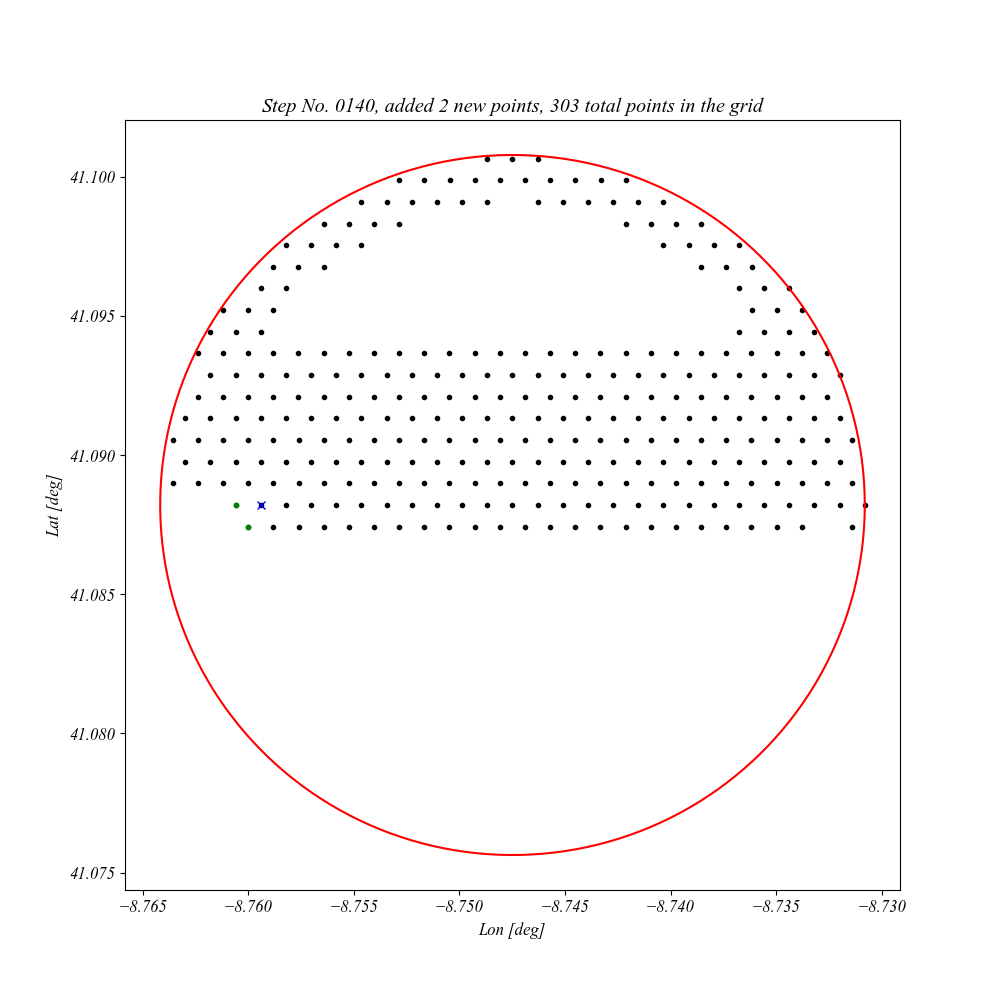 Step No. 0140, added 2 new points, 303 total points in the grid
41.100
41.095
41.090
41.085
41.080
41.075
Lat [deg]
−8.765 −8.760 −8.755 −8.750 −8.745 −8.740 −8.735 −8.730
Lon [deg]